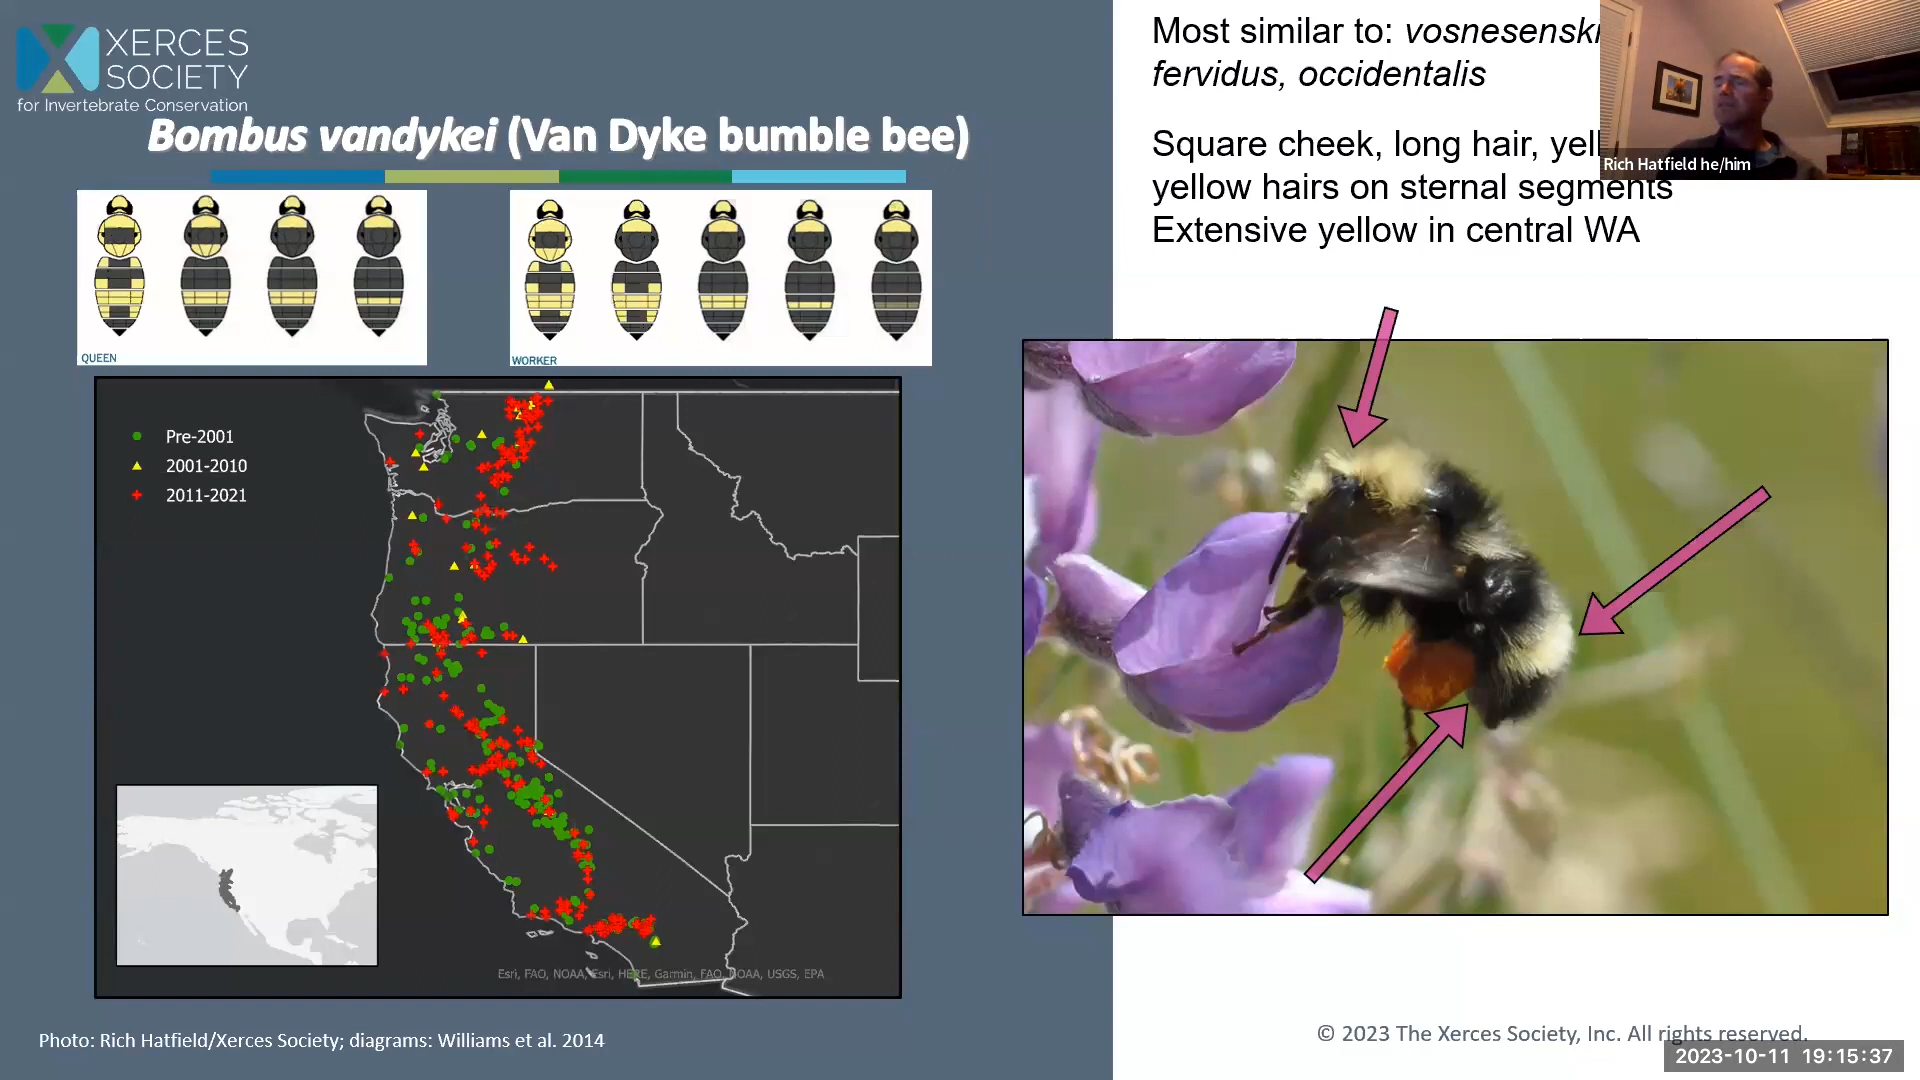 XERCES
SOCIETY
for Invertebrate Conservation
Bombus vandykei (Van Dyke bumble bee)
QUEEN
WORKER
Pre-2001
2001-2010
2011-2021
Esri, FAO, NOAA, Esri, HERE, Garmin, FAO, NOAA, USGS, EPA
Photo: Rich Hatfield/Xerces Society; diagrams: Williams et al. 2014
Most similar to: vosnesenski
fervidus, occidentalis
Square cheek, long hair, yell
yellow hairs on sternal segments
Extensive yellow in central WA
Rich Hatfield he/him
© 2023 The Xerces Society, Inc. All rights reserved.
2023-10-11 19:15:37